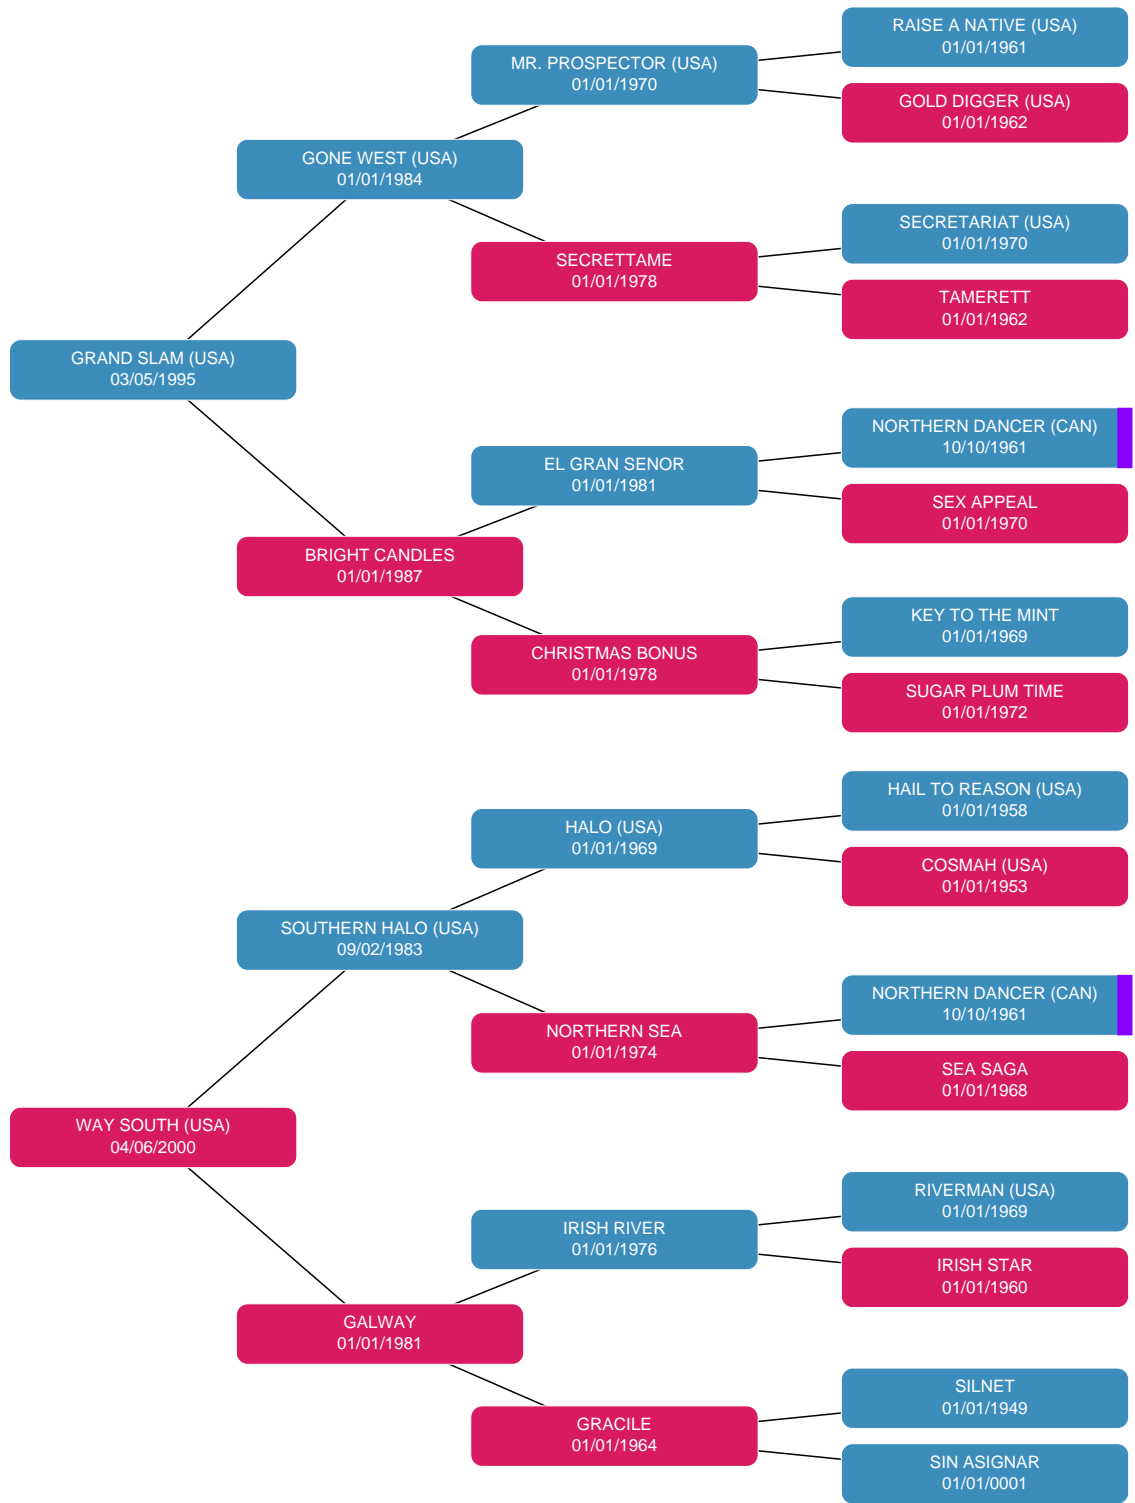 RAISE A NATIVE (USA)
01/01/1961
MR. PROSPECTOR (USA)
01/01/1970
GOLD DIGGER (USA)
01/01/1962
GONE WEST (USA)
01/01/1984
SECRETARIAT (USA)
01/01/1970
SECRETTAME
01/01/1978
TAMERETT
01/01/1962
GRAND SLAM (USA)
03/05/1995
NORTHERN DANCER (CAN)
10/10/1961
EL GRAN SENOR
01/01/1981
SEX APPEAL
01/01/1970
BRIGHT CANDLES
01/01/1987
KEY TO THE MINT
01/01/1969
CHRISTMAS BONUS
01/01/1978
SUGAR PLUM TIME
01/01/1972
HAIL TO REASON (USA)
01/01/1958
HALO (USA)
01/01/1969
COSMAH (USA)
01/01/1953
SOUTHERN HALO (USA)
09/02/1983
NORTHERN DANCER (CAN)
10/10/1961
NORTHERN SEA
01/01/1974
SEA SAGA
01/01/1968
WAY SOUTH (USA)
04/06/2000
RIVERMAN (USA)
01/01/1969
IRISH RIVER
01/01/1976
IRISH STAR
01/01/1960
GALWAY
01/01/1981
SILNET
01/01/1949
GRACILE
01/01/1964
SIN ASIGNAR
01/01/0001